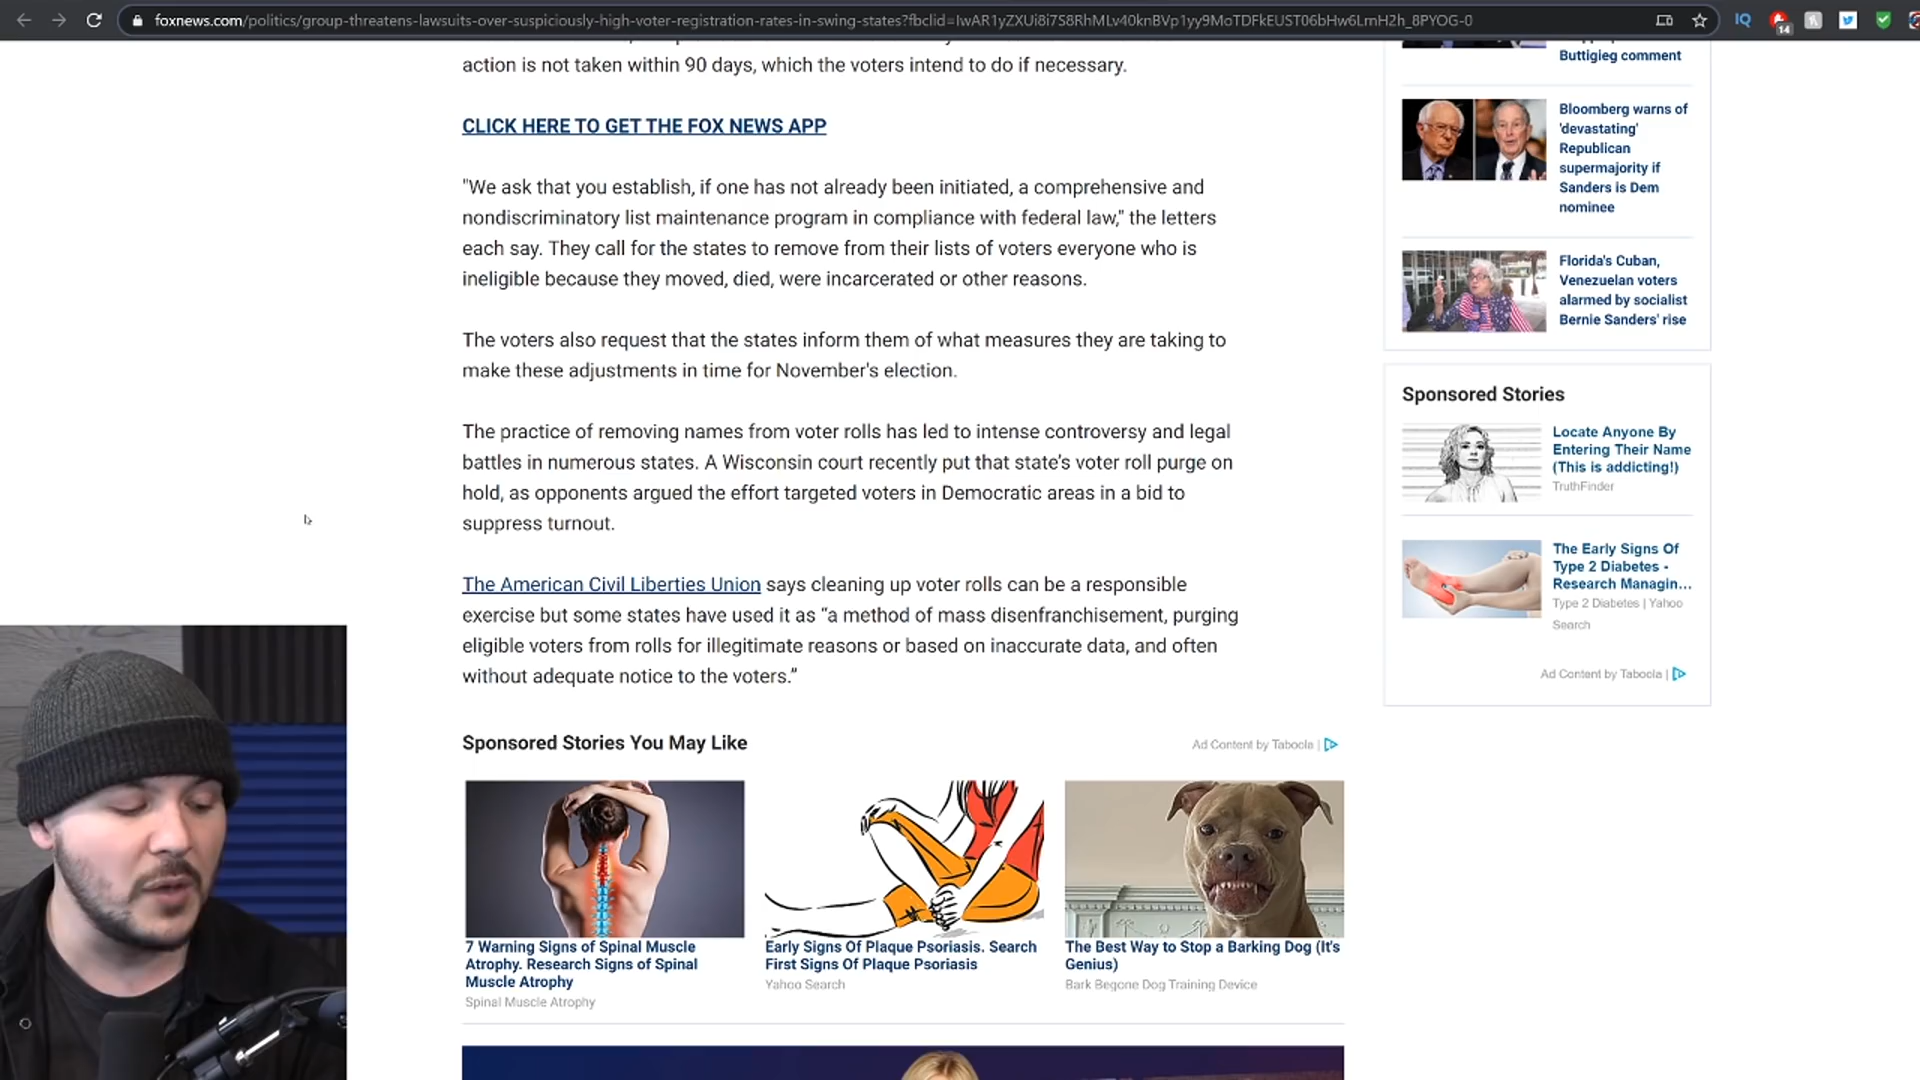 foxnews.com/politics/group-threatens-lawsuits-over-suspiciously-high-voter-registration-rates-in-swing-states?fbclid=IwAR1yZXUi8i7S8RhMLv40knBVp1yy9MoTDFkEUST06bHw6LmH2h_8PYOG-0
IQ
14
action is not taken within 90 days, which the voters intend to do if necessary.
CLICK HERE TO GET THE FOX NEWS APP
"We ask that you establish, if one has not already been initiated, a comprehensive and
nondiscriminatory list maintenance program in compliance with federal law," the letters
each say. They call for the states to remove from their lists of voters everyone who is
ineligible because they moved, died, were incarcerated or other reasons.
The voters also request that the states inform them of what measures they are taking to
make these adjustments in time for November's election.
The practice of removing names from voter rolls has led to intense controversy and legal
battles in numerous states. A Wisconsin court recently put that state's voter roll purge on
hold, as opponents argued the effort targeted voters in Democratic areas in a bid to
suppress turnout.
The American Civil Liberties Union says cleaning up voter rolls can be a responsible
exercise but some states have used it as “a method of mass disenfranchisement, purging
eligible voters from rolls for illegitimate reasons or based on inaccurate data, and often
without adequate notice to the voters.”
Sponsored Stories You May Like
Ad Content by Taboola |
7 Warning Signs of Spinal Muscle
Atrophy. Research Signs of Spinal
Muscle Atrophy
Spinal Muscle Atrophy
Early Signs Of Plaque Psoriasis. Search
First Signs Of Plaque Psoriasis
Yahoo Search
The Best Way to Stop a Barking Dog (It's
Genius)
Bark Begone Dog Training Device
Buttigieg comment
Bloomberg warns of
'devastating'
Republican
supermajority if
Sanders is Dem
nominee
Florida's Cuban,
Venezuelan voters
alarmed by socialist
Bernie Sanders' rise
Sponsored Stories
Locate Anyone By
Entering Their Name
(This is addicting!)
TruthFinder
The Early Signs Of
Type 2 Diabetes -
Research Managin...
Type 2 Diabetes | Yahoo
Search
Ad Content by Taboola |